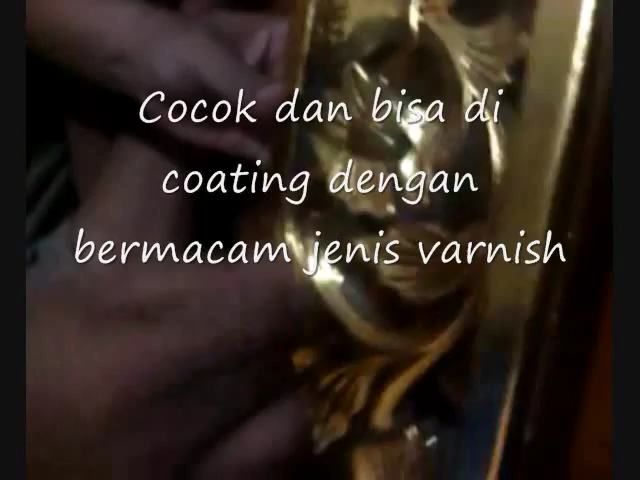 Cocok dan bisa di
coating dengan
bermacam jenis varnish